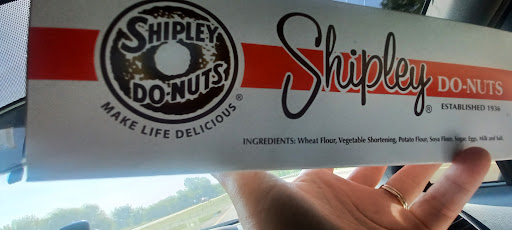 SHIPLEY
DO-NUTS
MAKE LIFE DELICIOUS®
Shipley® DO-NUTS
ESTABLISHED 1936
INGREDIENTS: Wheat Flour, Vegetable Shortening, Potato Flour, Soya Flour, Sugar, Eggs, Milk and Salt.